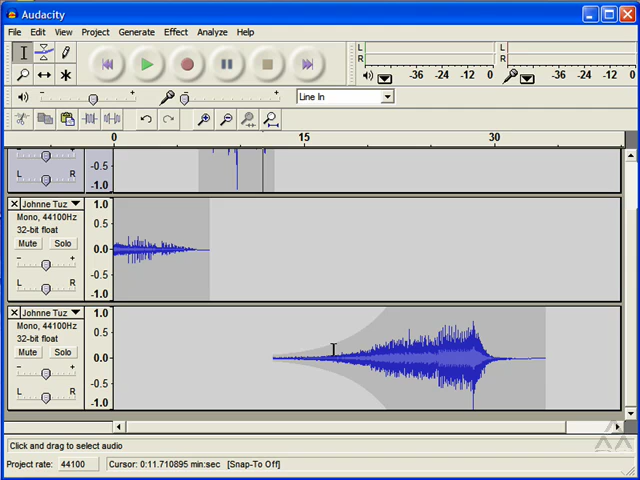 Audacity
File Edit View Project Generate Effect Analyze Help
L
R
-36 -24 -12 0
L
R
-36 -24 -12 0
- +
- +
Line In
0 15 30
- +
L R
-0.5
-1.0
Johnne Tuz
Mono, 44100Hz
32-bit float
Mute Solo
- +
L R
1.0
0.5
0.0
-0.5
-1.0
Johnne Tuz
Mono, 44100Hz
32-bit float
Mute Solo
- +
L R
1.0
0.5
0.0
-0.5
-1.0
Click and drag to select audio
Project rate: 44100 Cursor: 0:11.710895 min:sec [Snap-To Off]